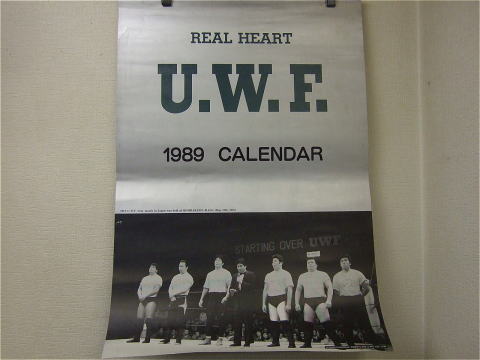 REAL HEART
U.W.F.
1989 CALENDAR
STARTING OVER UWF